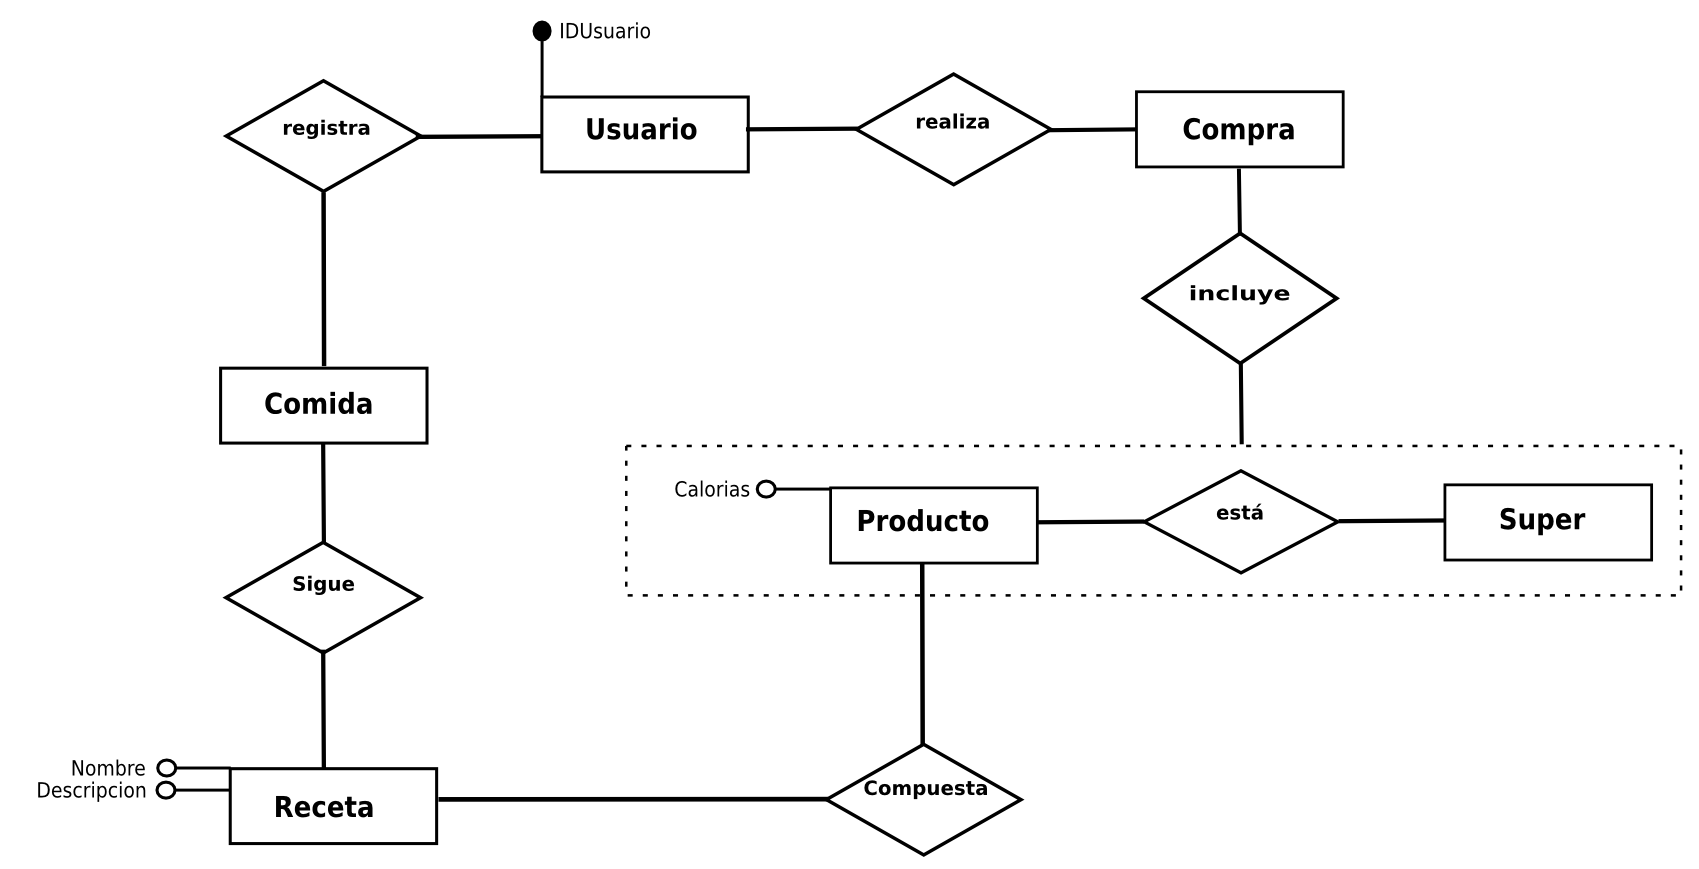 IDUsuario
registra
Usuario
realiza
Compra
incluye
Comida
Calorias
Producto
está
Super
Sigue
Nombre
Descripcion
Receta
Compuesta